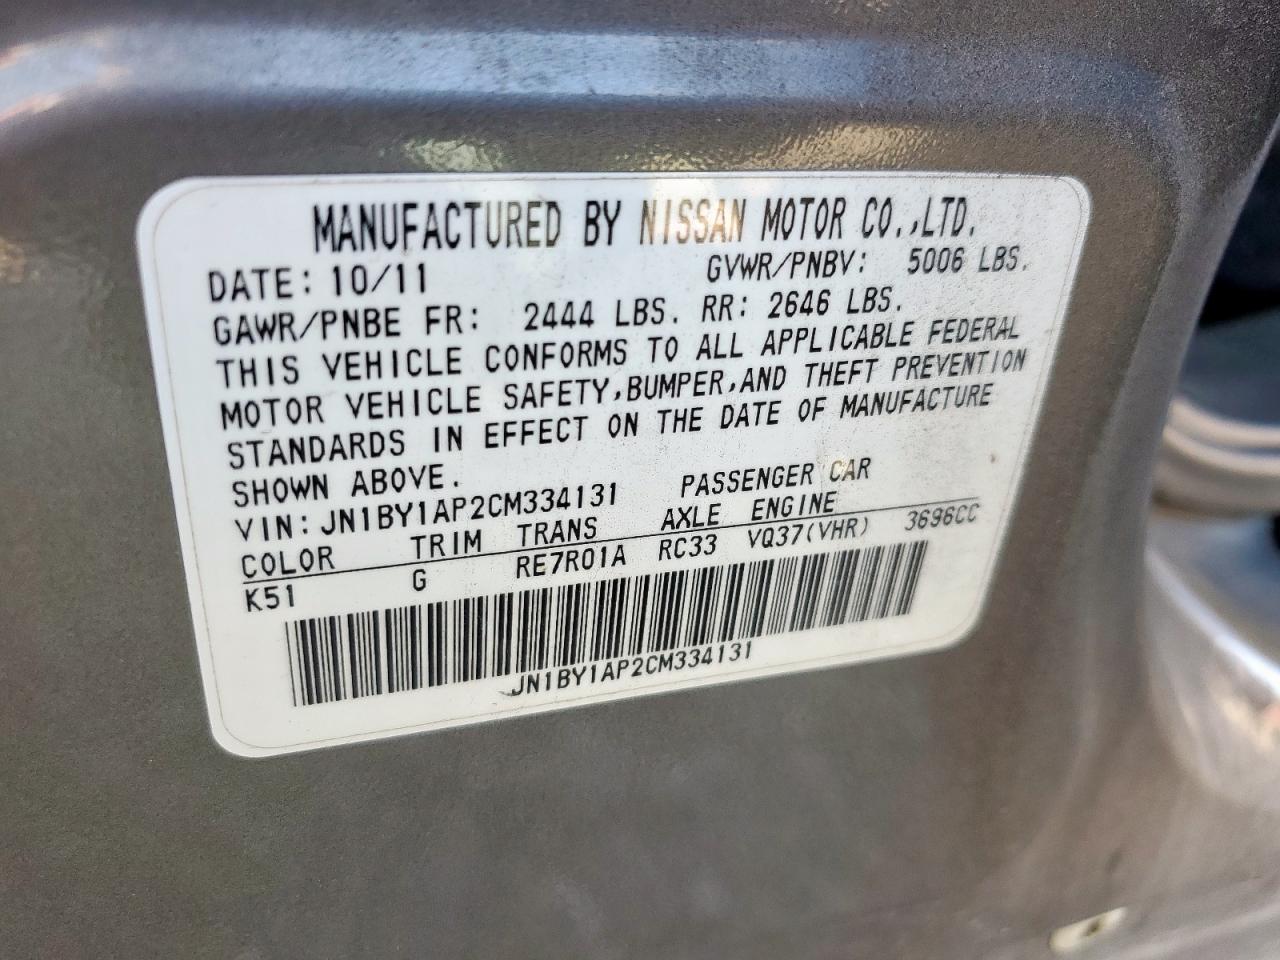 MANUFACTURED BY NISSAN MOTOR CO.,LTD.
DATE: 10/11 GVWR/PNBV: 5006 LBS.
GAWR/PNBE FR: 2444 LBS. RR: 2646 LBS.
THIS VEHICLE CONFORMS TO ALL APPLICABLE FEDERAL
MOTOR VEHICLE SAFETY,BUMPER,AND THEFT PREVENTION
STANDARDS IN EFFECT ON THE DATE OF MANUFACTURE
SHOWN ABOVE.
VIN: JN1BY1AP2CM334131 PASSENGER CAR
COLOR TRIM TRANS AXLE ENGINE
K51 G RE7R01A RC33 VQ37(VHR) 3696CC
JN1BY1AP2CM334131